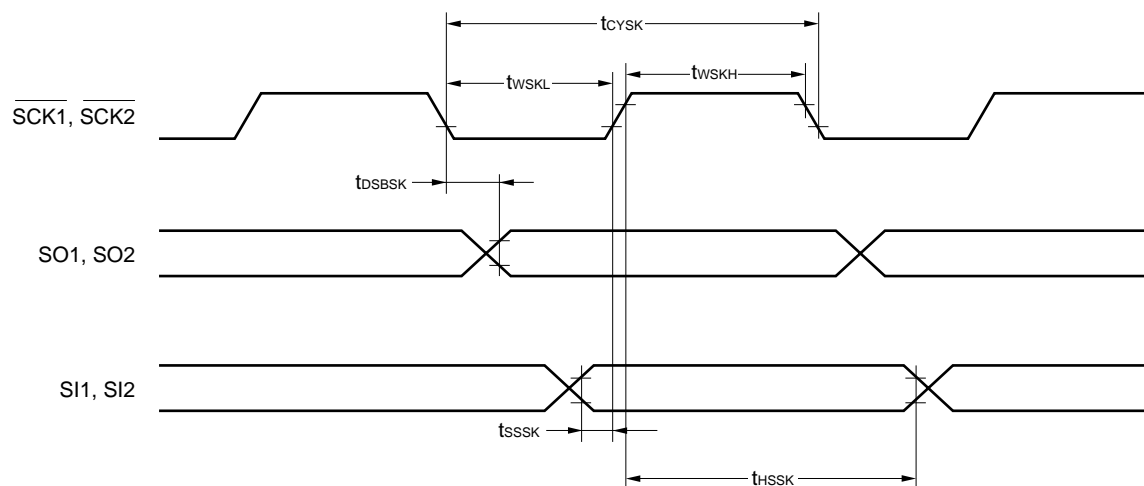 tCYSK
tWSKL
tWSKH
SCK1, SCK2
tDSBSK
SO1, SO2
SI1, SI2
tSSSK
tHSSK